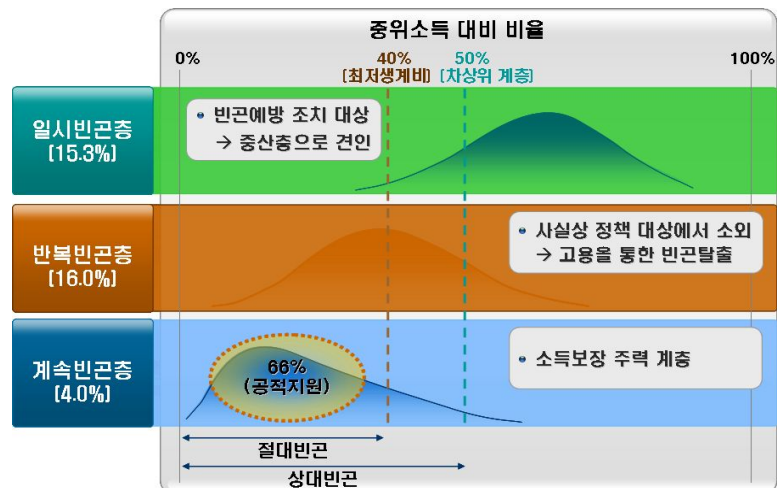 중위소득 대비 비율
0%
40%
[최저생계비]
50%
[차상위 계층]
100%
일시빈곤층
[15.3%]
• 빈곤예방 조치 대상
→ 중산층으로 견인
반복빈곤층
[16.0%]
• 사실상 정책 대상에서 소외
→ 고용을 통한 빈곤탈출
계속빈곤층
[4.0%]
66%
(공적지원)
• 소득보장 주력 계층
절대빈곤
상대빈곤